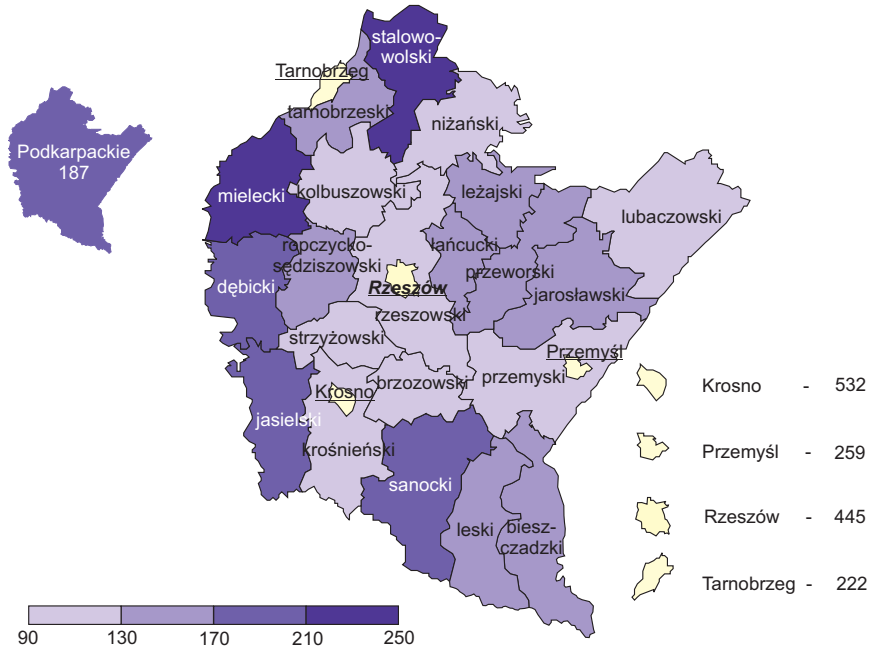 stalowo-
wolski
Tarnobrzeg
tarnobrzeski
niżański
Podkarpackie
187
mielecki
kolbuszowski
leżajski
lubaczowski
ropczycko-
sędziszowski
łańcucki
przeworski
dębicki
Rzeszów
jarosławski
rzeszowski
strzyżowski
Przemyśl
brzozowski
przemyski
Krosno
jasielski
krośnieński
sanocki
leski
biesz-
czadzki
Krosno - 532
Przemyśl - 259
Rzeszów - 445
Tarnobrzeg - 222
90 130 170 210 250